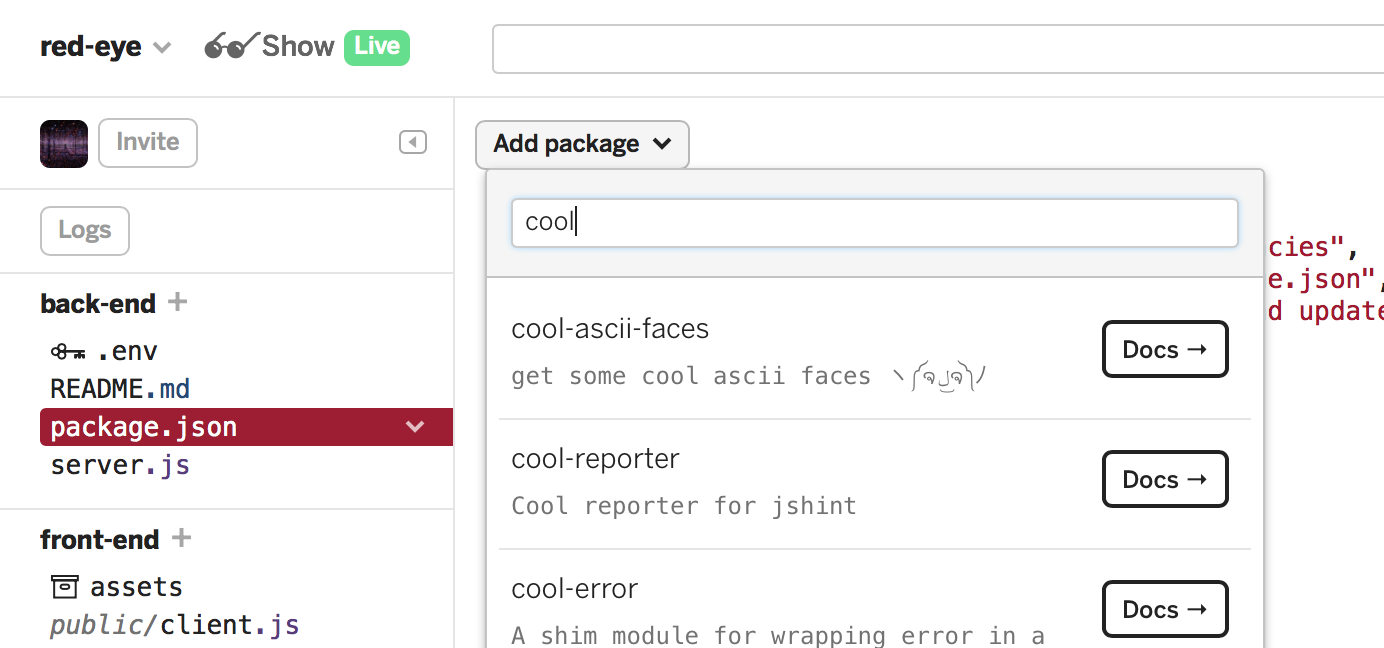 red-eye Show Live
Invite
Logs
back-end +
.env
README.md
package.json
server.js
front-end +
assets
public/client.js
Add package
cool
cool-ascii-faces
get some cool ascii faces ヽ༼ຈل͜ຈ༽ﾉ
Docs →
cool-reporter
Cool reporter for jshint
Docs →
cool-error
A shim module for wrapping error in a
Docs →
cies",
e.json",
d update